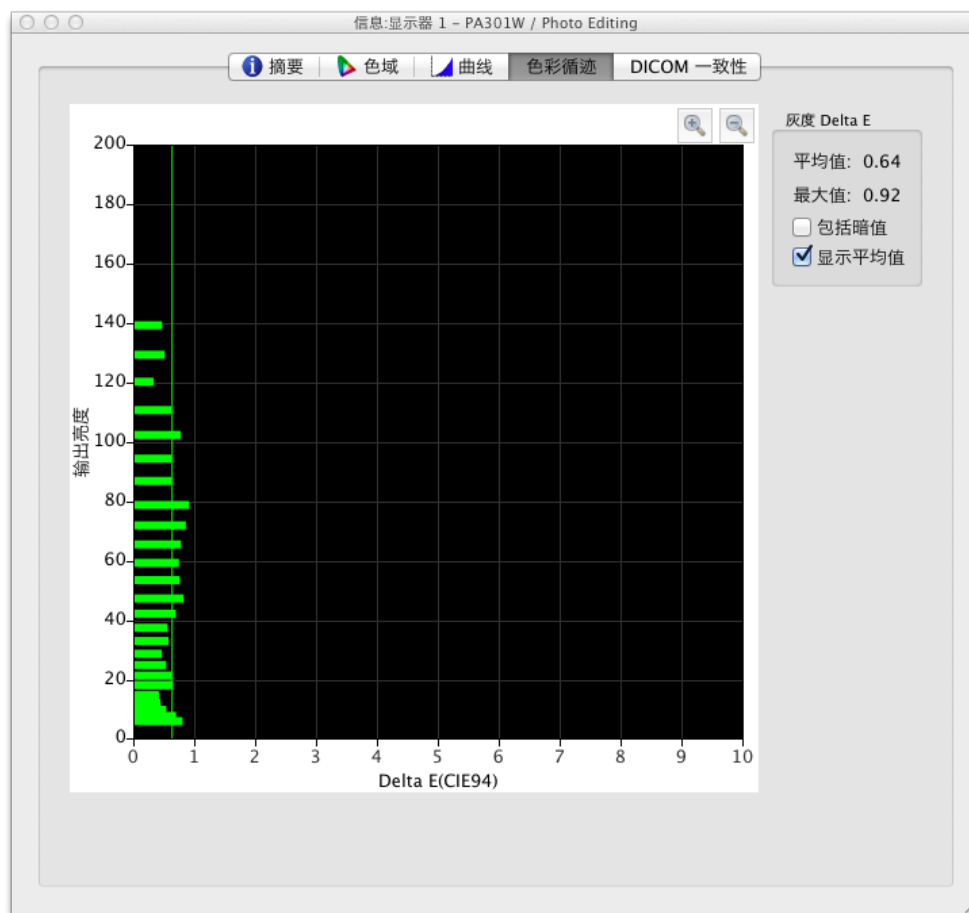 信息:显示器 1 – PA301W / Photo Editing
摘要
色域
曲线
色彩循迹
DICOM 一致性
灰度 Delta E
平均值: 0.64
最大值: 0.92
包括暗值
显示平均值
200
180
160
140
120
100
80
60
40
20
0
输出亮度
0 1 2 3 4 5 6 7 8 9 10
Delta E(CIE94)